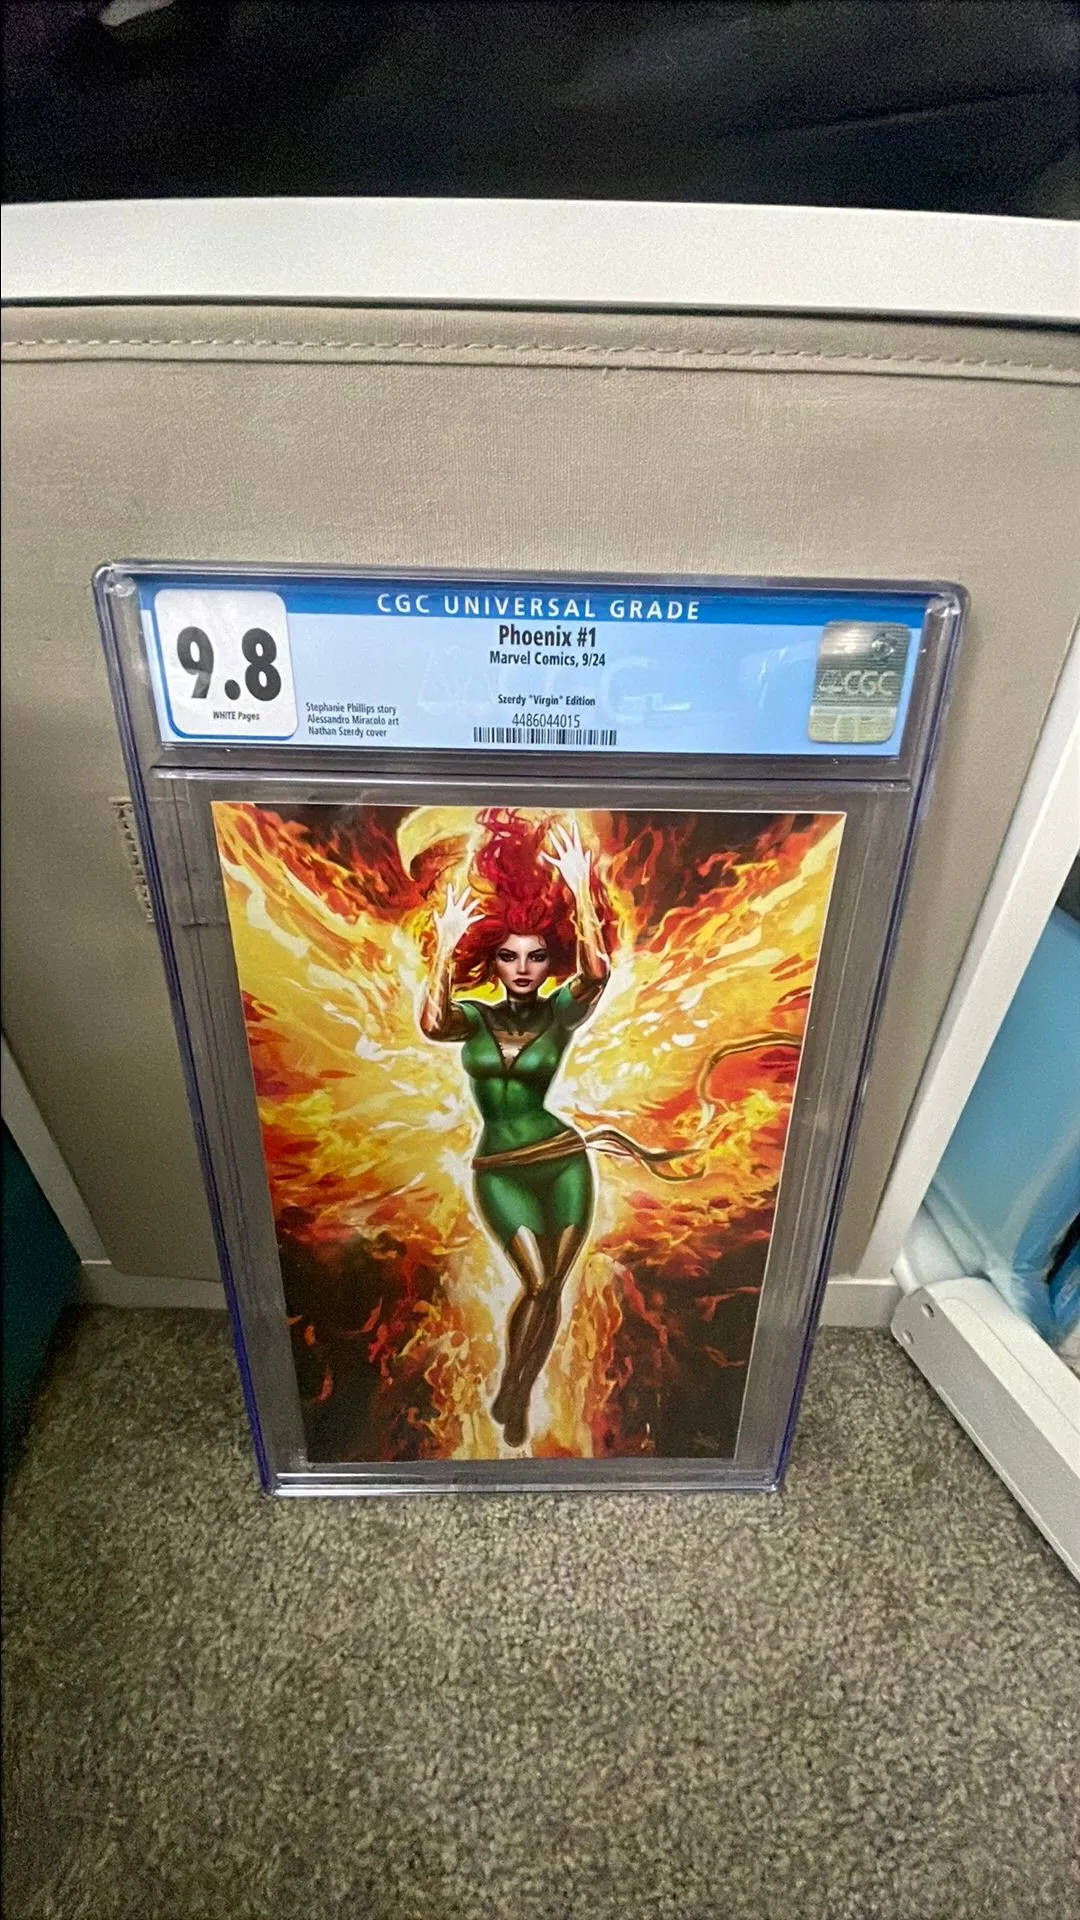 CGC UNIVERSAL GRADE
9.8
WHITE Pages
Phoenix #1
Marvel Comics, 9/24
Szerdy "Virgin" Edition
4486044015
Stephanie Phillips story
Alessandro Miracolo art
Nathan Szerdy cover
CGC